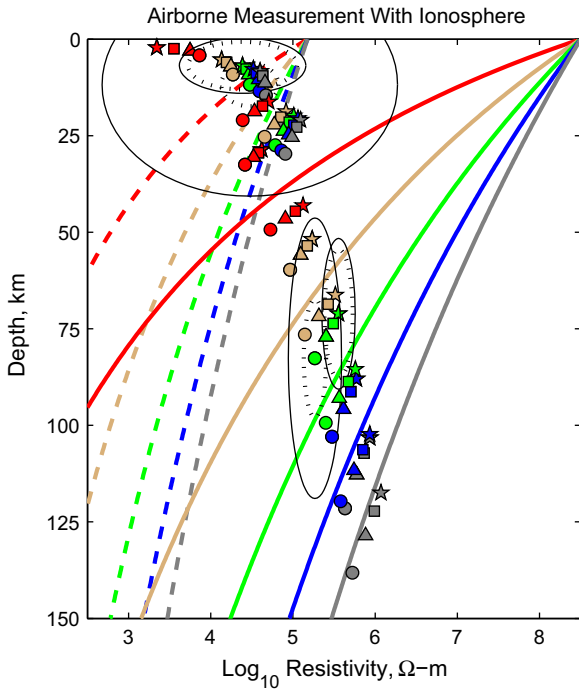 Airborne Measurement With Ionosphere
0
25
50
75
100
125
150
Depth, km
3 4 5 6 7 8
Log10 Resistivity, Ω−m